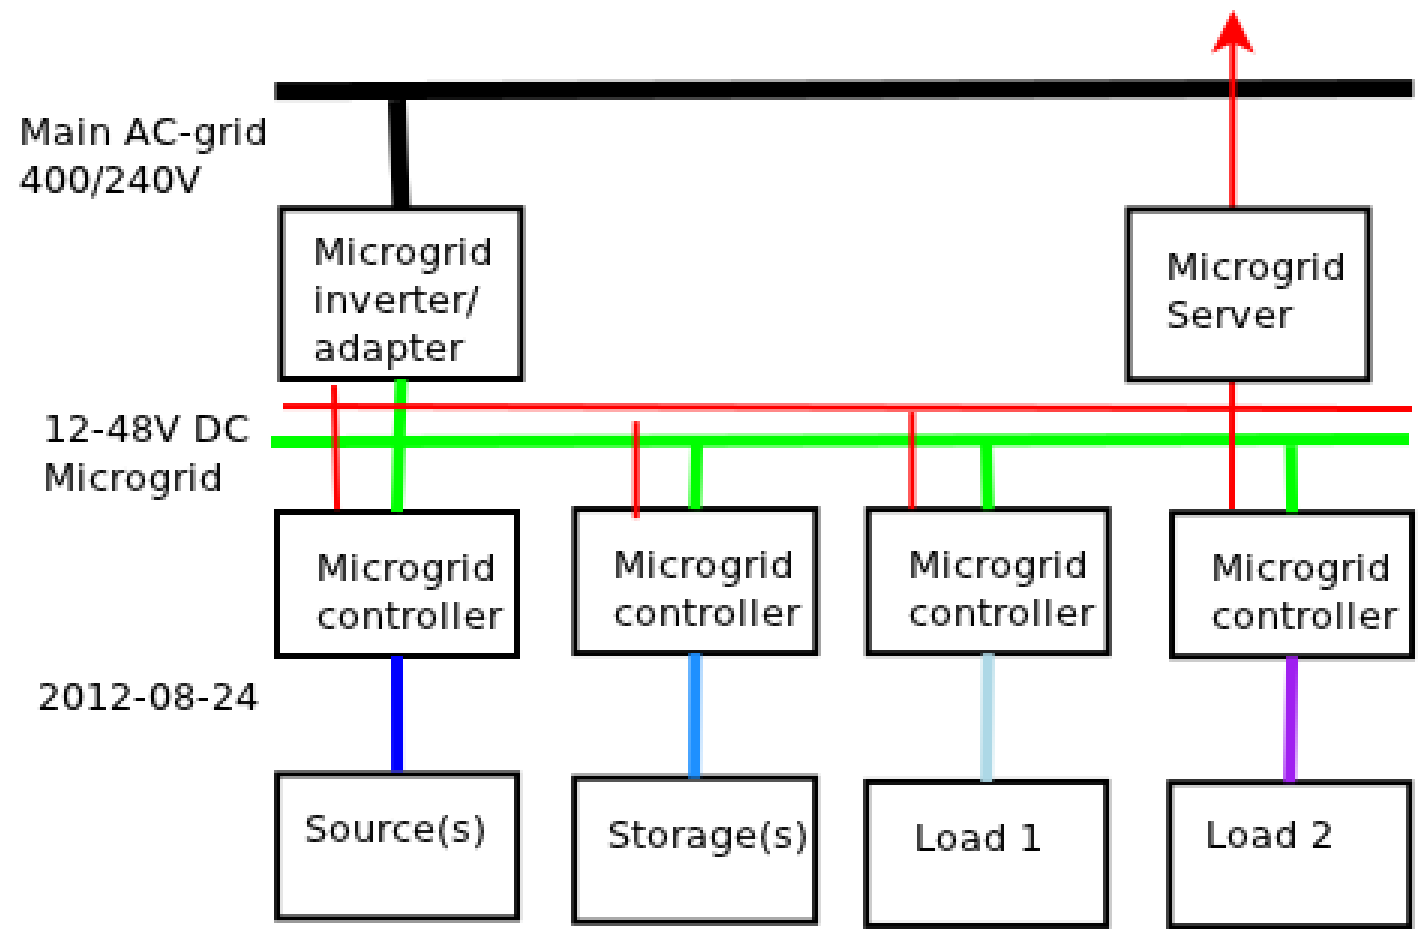 Main AC-grid
400/240V
Microgrid
inverter/
adapter
Microgrid
Server
12-48V DC
Microgrid
Microgrid
controller
Microgrid
controller
Microgrid
controller
Microgrid
controller
2012-08-24
Source(s)
Storage(s)
Load 1
Load 2